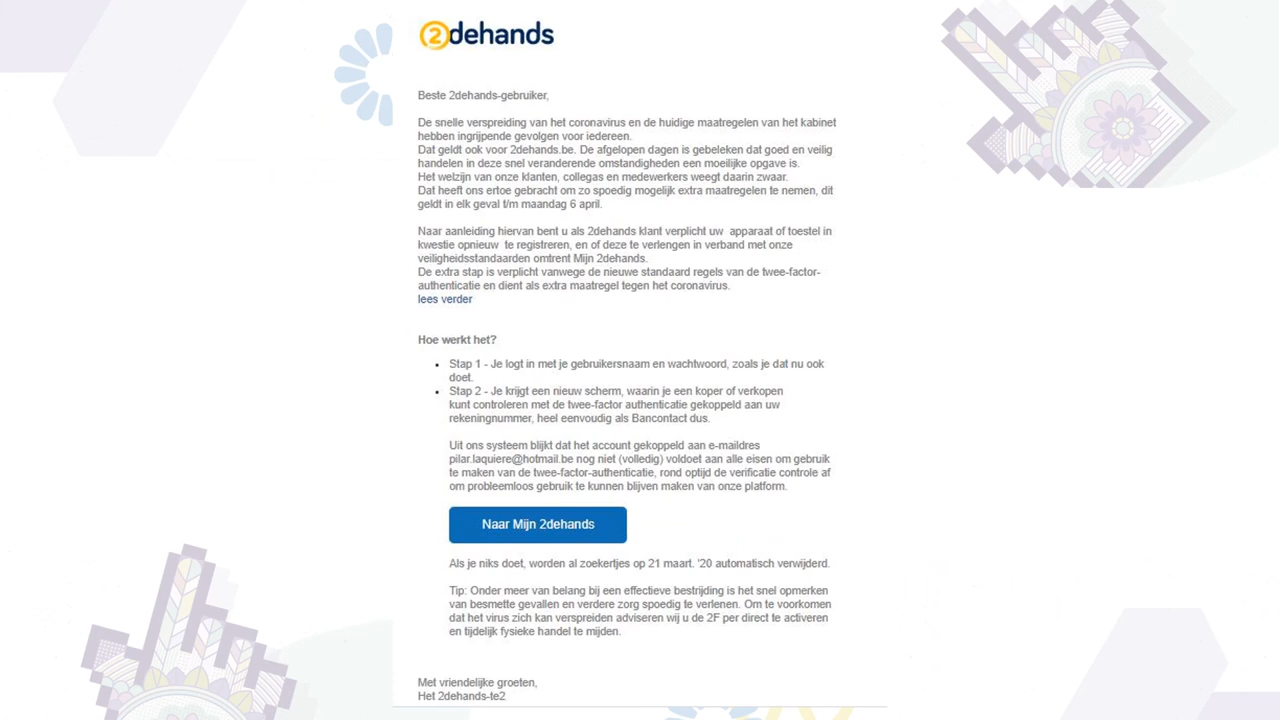 2dehands
Beste 2dehands-gebruiker,
De snelle verspreiding van het coronavirus en de huidige maatregelen van het kabinet
hebben ingrijpende gevolgen voor iedereen.
Dat geldt ook voor 2dehands.be. De afgelopen dagen is gebeleken dat goed en veilig
handelen in deze snel veranderende omstandigheden een moeilijke opgave is.
Het welzijn van onze klanten, collegas en medewerkers weegt daarin zwaar.
Dat heeft ons ertoe gebracht om zo spoedig mogelijk extra maatregelen te nemen, dit
geldt in elk geval t/m maandag 6 april.
Naar aanleiding hiervan bent u als 2dehands klant verplicht uw apparaat of toestel in
kwestie opnieuw te registreren, en of deze te verlengen in verband met onze
veiligheidsstandaarden omtrent Mijn 2dehands.
De extra stap is verplicht vanwege de nieuwe standaard regels van de twee-factor-
authenticatie en dient als extra maatregel tegen het coronavirus.
lees verder
Hoe werkt het?
• Stap 1 - Je logt in met je gebruikersnaam en wachtwoord, zoals je dat nu ook
doet.
• Stap 2 - Je krijgt een nieuw scherm, waarin je een koper of verkopen
kunt controleren met de twee-factor authenticatie gekoppeld aan uw
rekeningnummer, heel eenvoudig als Bancontact dus.
Uit ons systeem blijkt dat het account gekoppeld aan e-maildres
pilar.laquiere@hotmail.be nog niet (volledig) voldoet aan alle eisen om gebruik
te maken van de twee-factor-authenticatie, rond optijd de verificatie controle af
om probleemloos gebruik te kunnen blijven maken van onze platform.
Naar Mijn 2dehands
Als je niks doet, worden al zoekertjes op 21 maart. '20 automatisch verwijderd.
Tip: Onder meer van belang bij een effectieve bestrijding is het snel opmerken
van besmette gevallen en verdere zorg spoedig te verlenen. Om te voorkomen
dat het virus zich kan verspreiden adviseren wij u de 2F per direct te activeren
en tijdelijk fysieke handel te mijden.
Met vriendelijke groeten,
Het 2dehands-te2